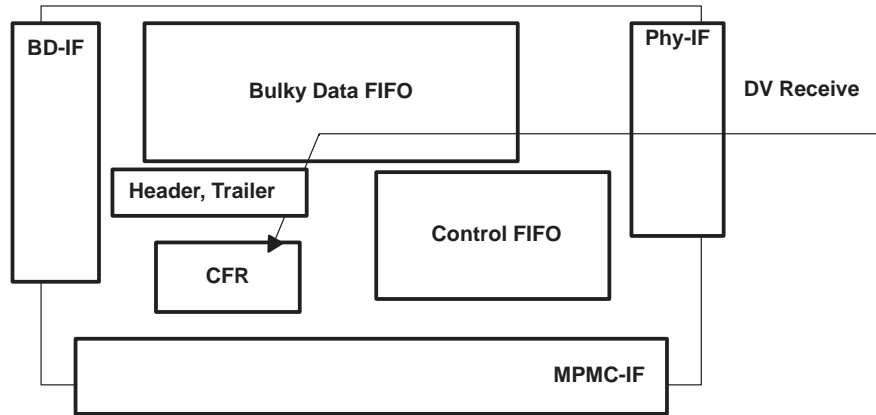 BD-IF
Phy-IF
Bulky Data FIFO
DV Receive
Header, Trailer
Control FIFO
CFR
MPMC-IF